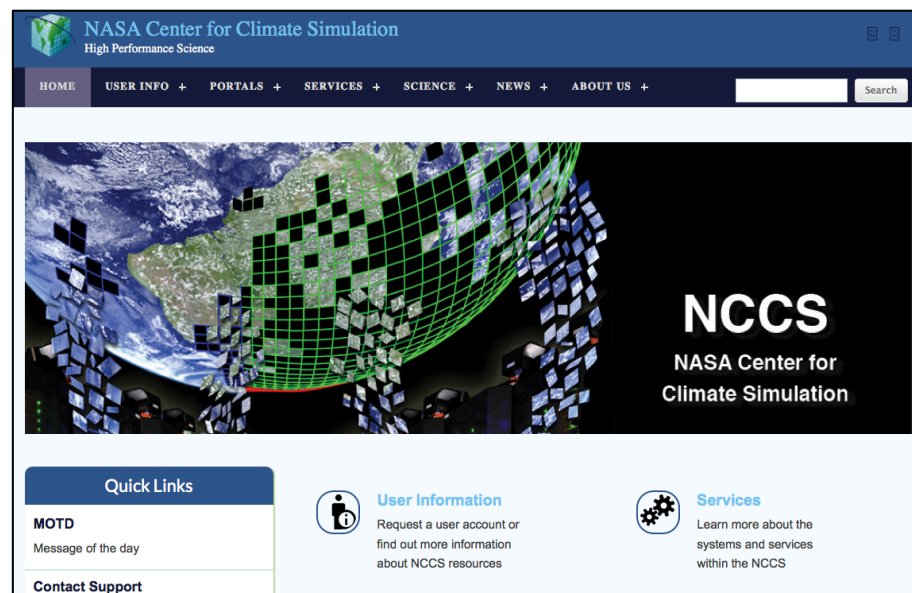 NASA Center for Climate Simulation
High Performance Science
HOME USER INFO + PORTALS + SERVICES + SCIENCE + NEWS + ABOUT US +
Search
NCCS
NASA Center for
Climate Simulation
Quick Links
MOTD
Message of the day
Contact Support
User Information
Request a user account or
find out more information
about NCCS resources
Services
Learn more about the
systems and services
within the NCCS